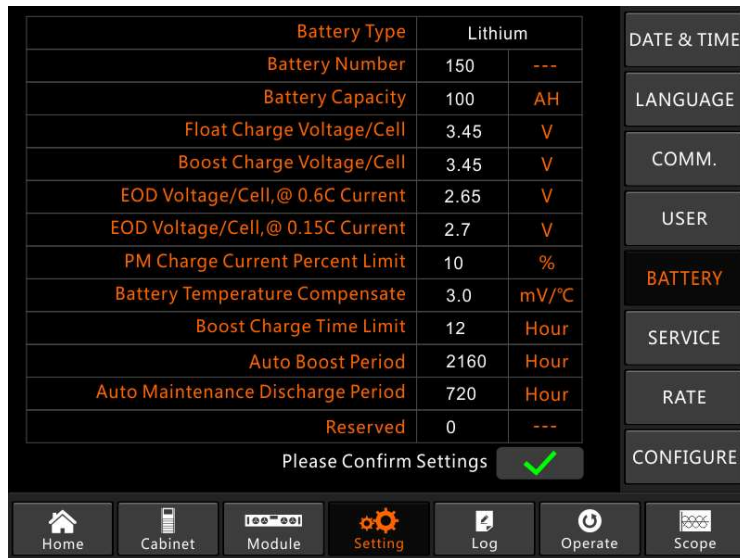 Battery Type Lithium
Battery Number 150 ---
Battery Capacity 100 AH
Float Charge Voltage/Cell 3.45 V
Boost Charge Voltage/Cell 3.45 V
EOD Voltage/Cell,@ 0.6C Current 2.65 V
EOD Voltage/Cell,@ 0.15C Current 2.7 V
PM Charge Current Percent Limit 10 %
Battery Temperature Compensate 3.0 mV/℃
Boost Charge Time Limit 12 Hour
Auto Boost Period 2160 Hour
Auto Maintenance Discharge Period 720 Hour
Reserved 0 ---
Please Confirm Settings
DATE & TIME
LANGUAGE
COMM.
USER
BATTERY
SERVICE
RATE
CONFIGURE
Home Cabinet Module Setting Log Operate Scope